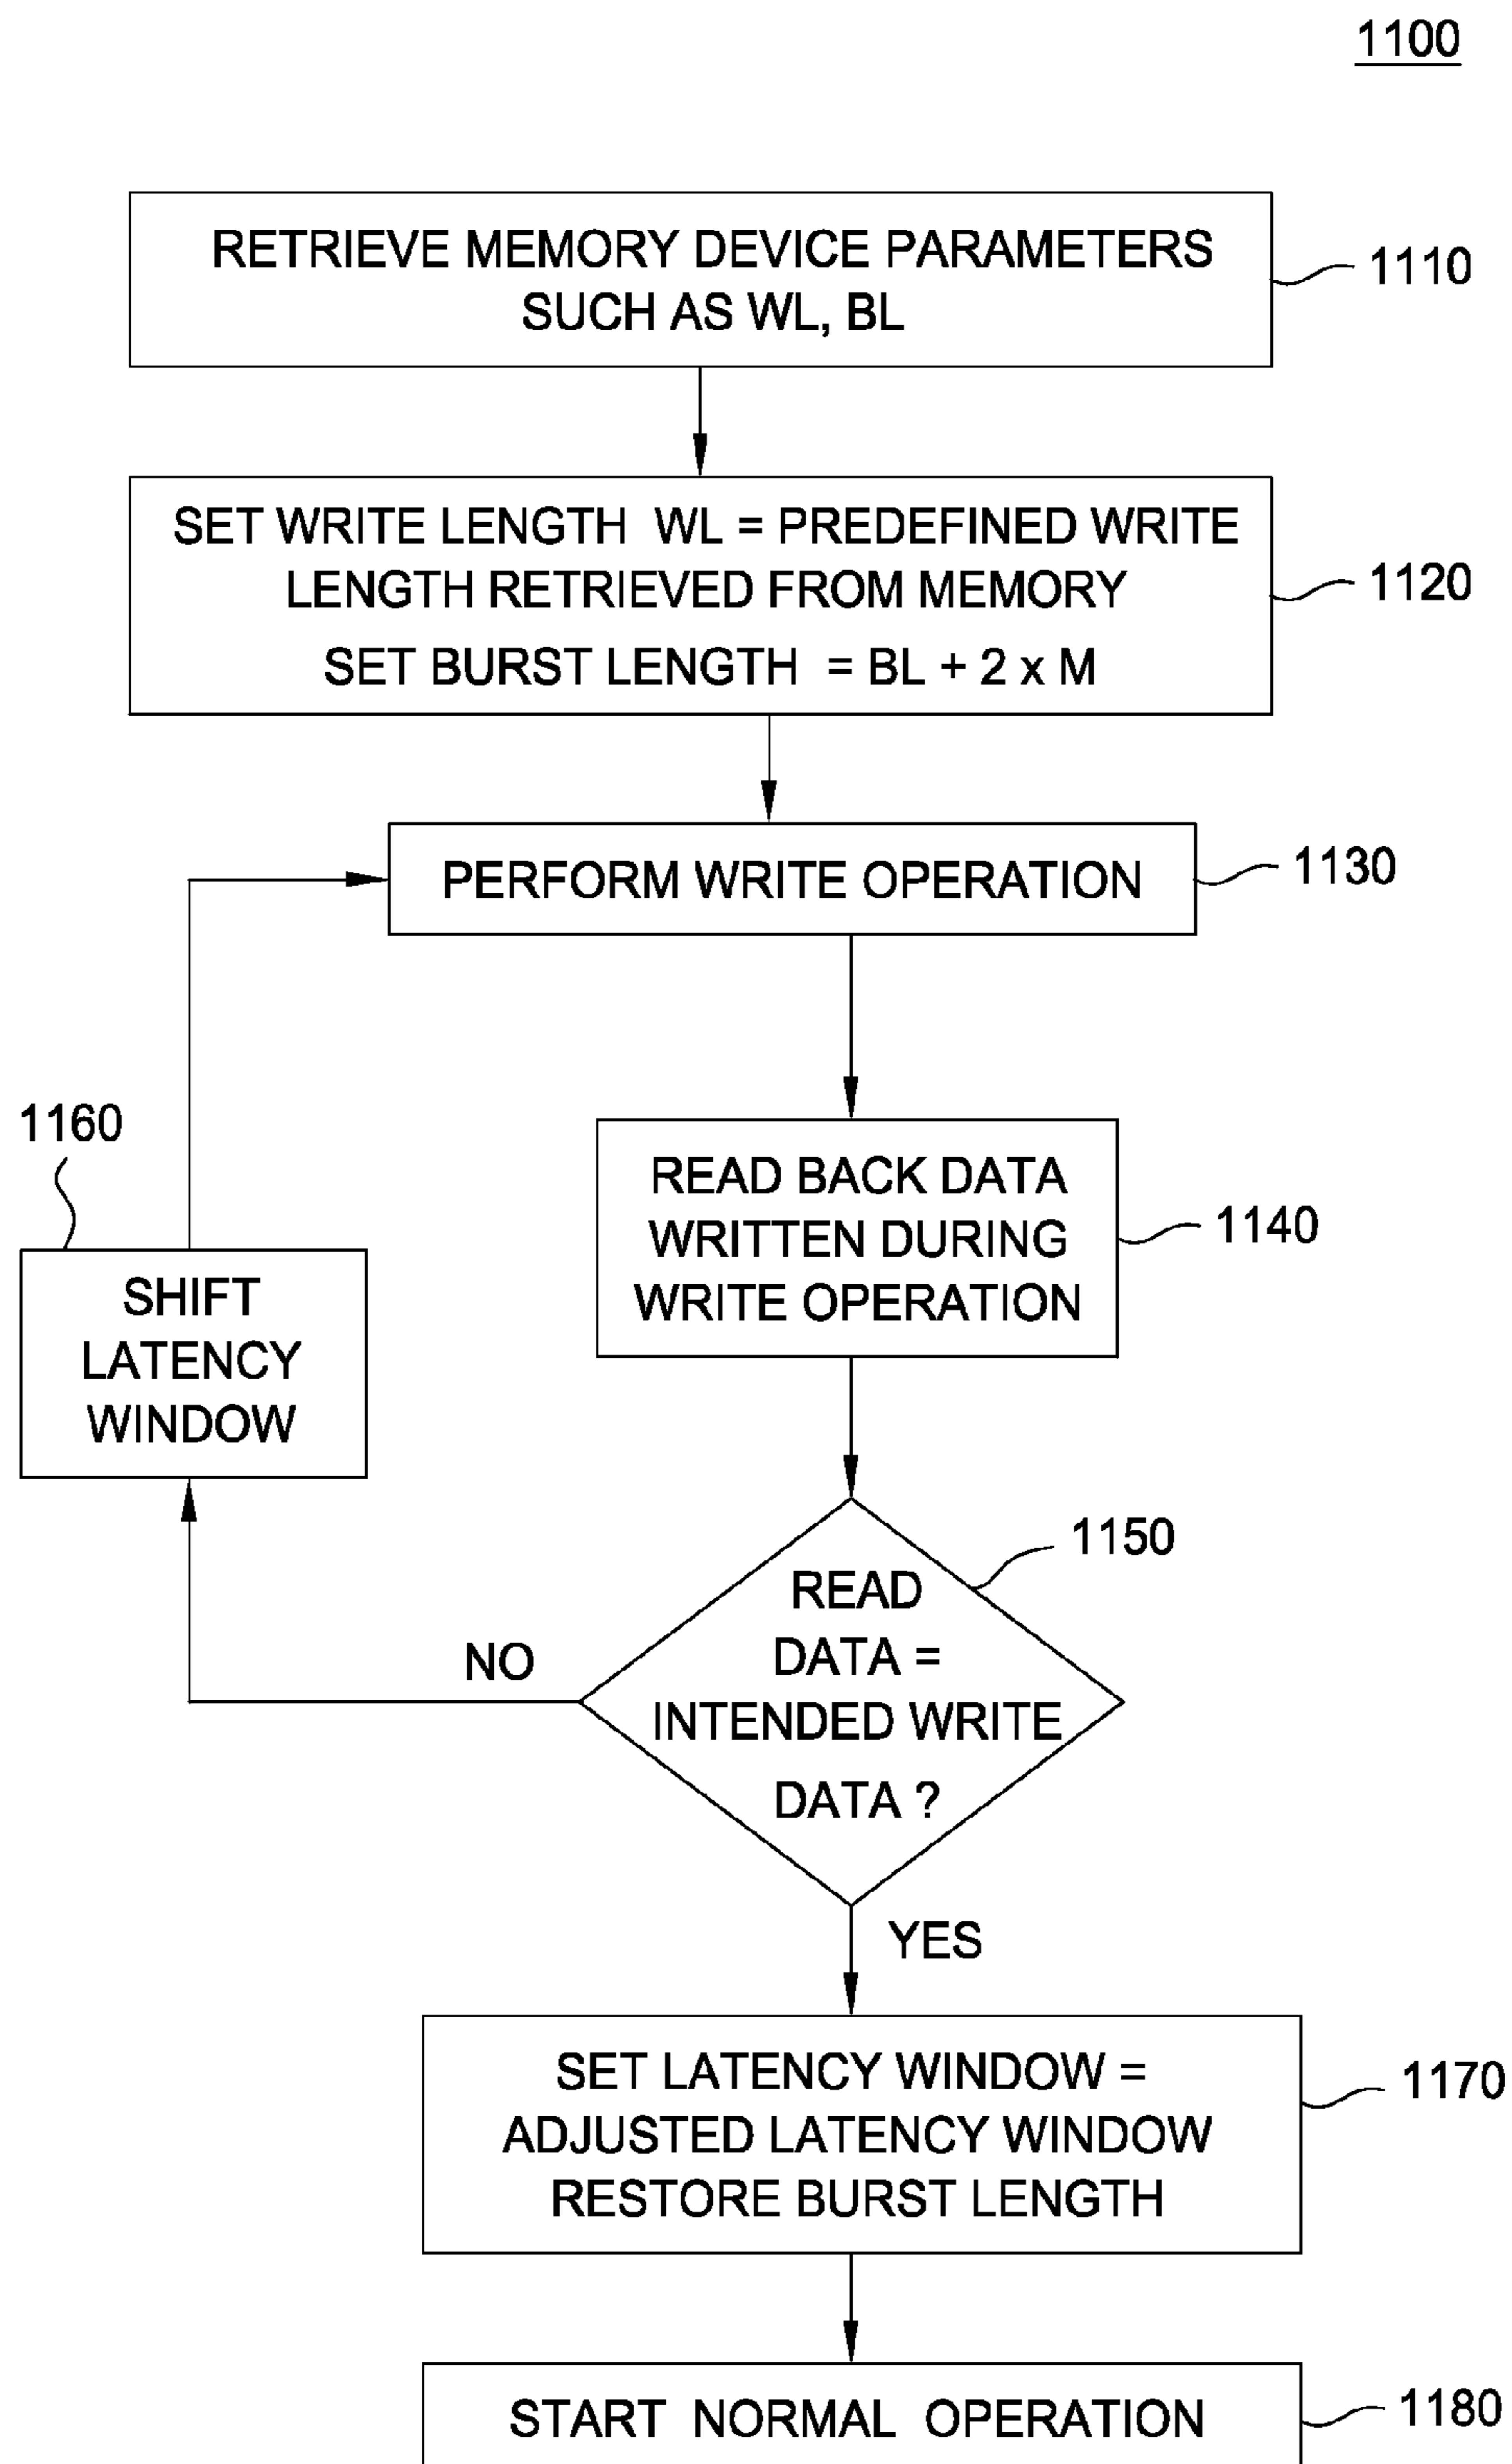 1100
RETRIEVE MEMORY DEVICE PARAMETERS
SUCH AS WL, BL
1110
SET WRITE LENGTH WL = PREDEFINED WRITE
LENGTH RETRIEVED FROM MEMORY
SET BURST LENGTH = BL + 2 x M
1120
PERFORM WRITE OPERATION
1130
READ BACK DATA
WRITTEN DURING
WRITE OPERATION
1140
1160
SHIFT
LATENCY
WINDOW
READ
DATA =
INTENDED WRITE
DATA ?
1150
NO
YES
SET LATENCY WINDOW =
ADJUSTED LATENCY WINDOW
RESTORE BURST LENGTH
1170
START NORMAL OPERATION
1180